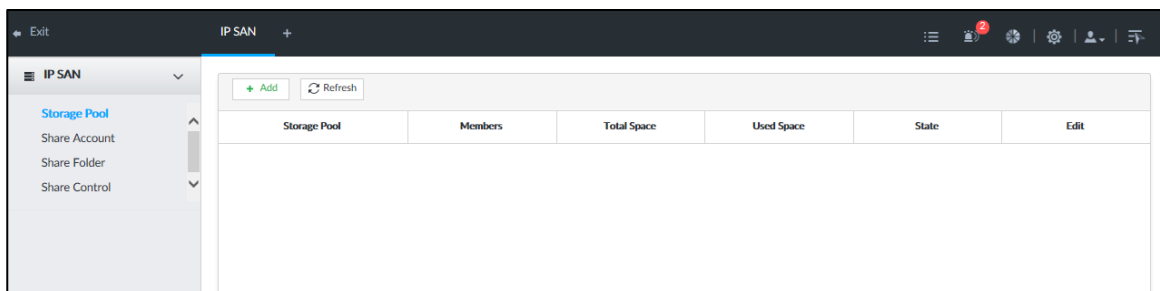 Exit
IP SAN +
2
IP SAN
Storage Pool
Share Account
Share Folder
Share Control
+ Add
Refresh
Storage Pool Members Total Space Used Space State Edit